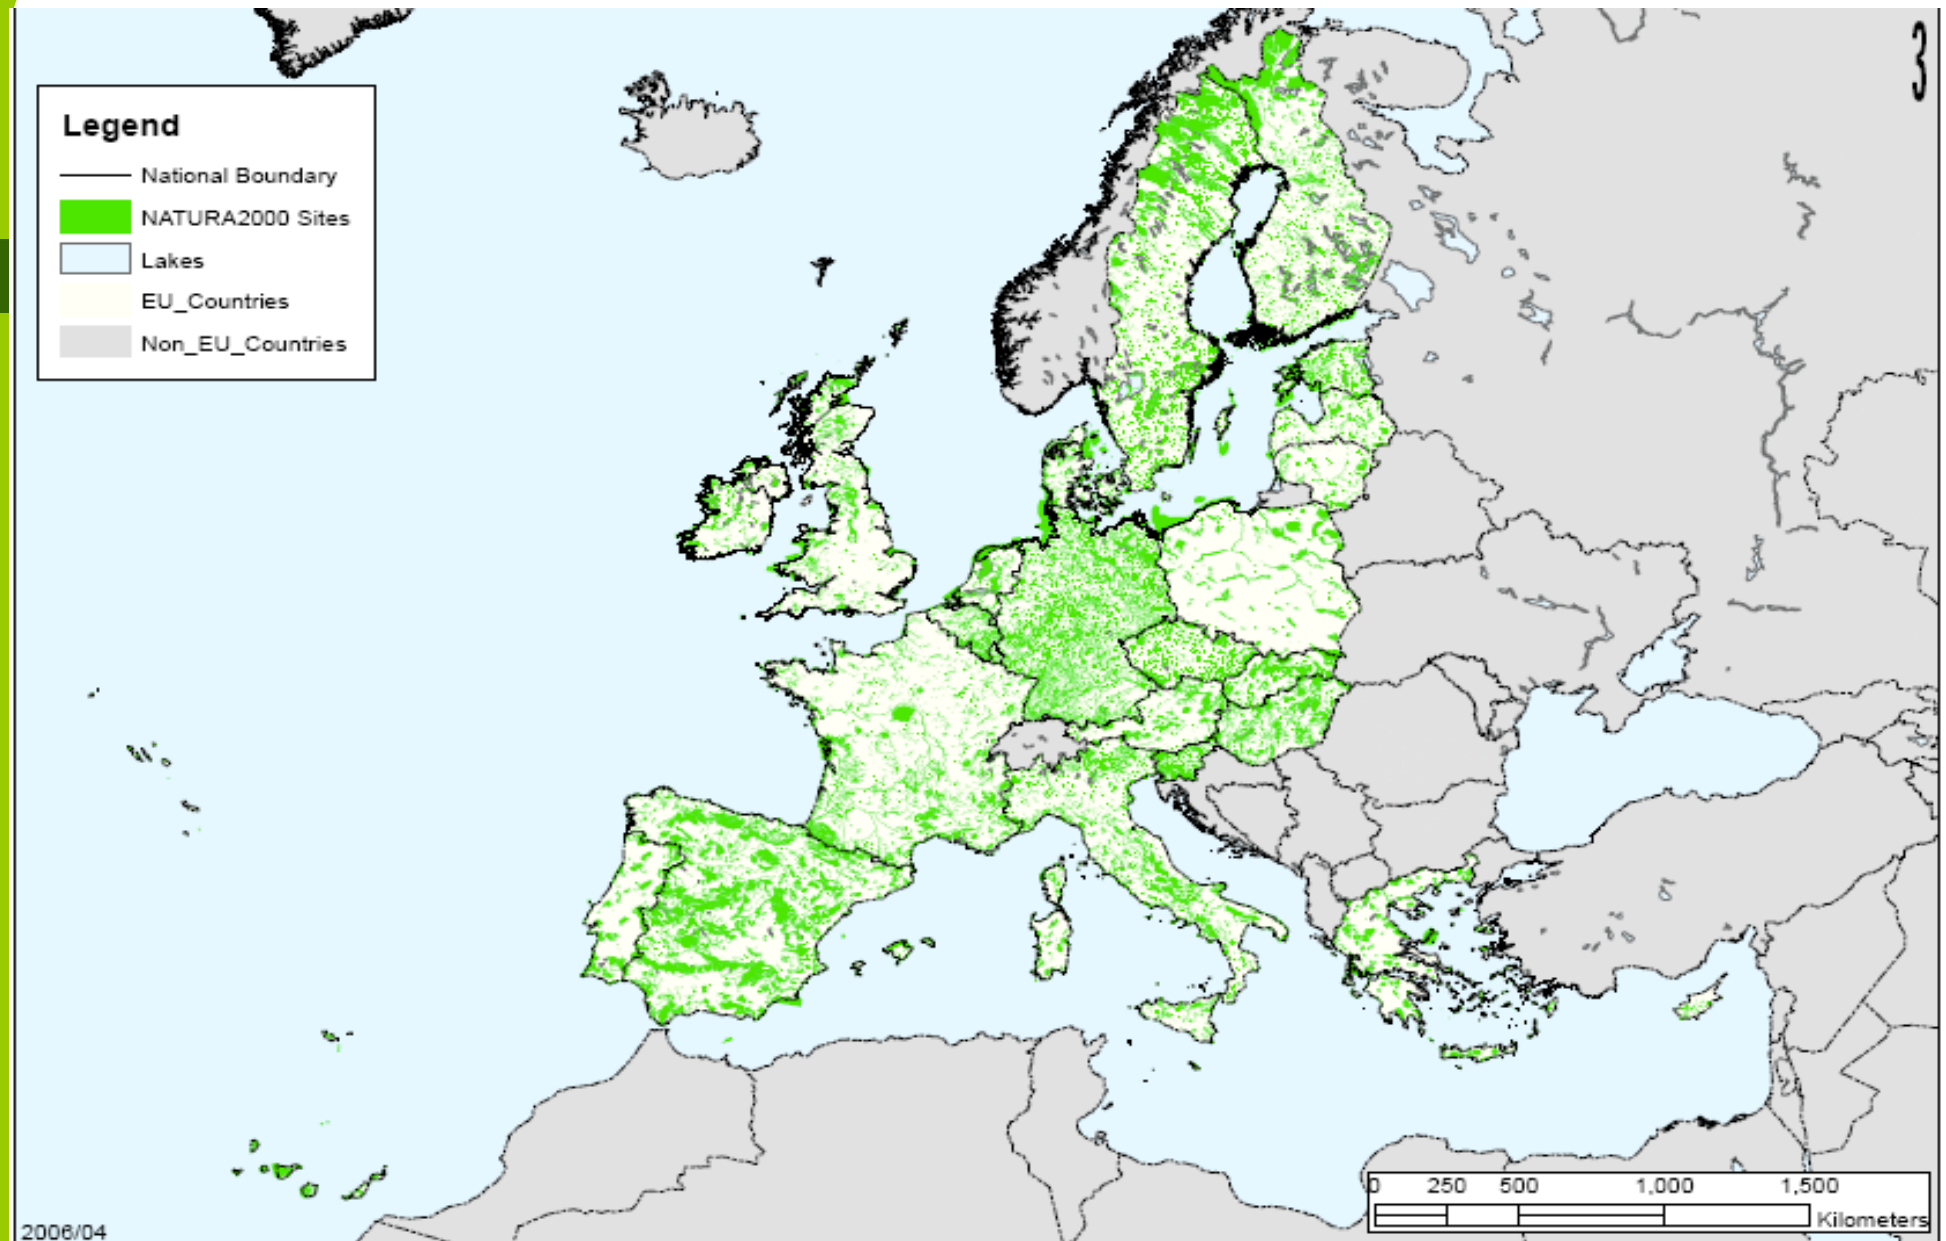 3
Legend
National Boundary
NATURA2000 Sites
Lakes
EU_Countries
Non_EU_Countries
0 250 500 1,000 1,500
Kilometers
2006/04